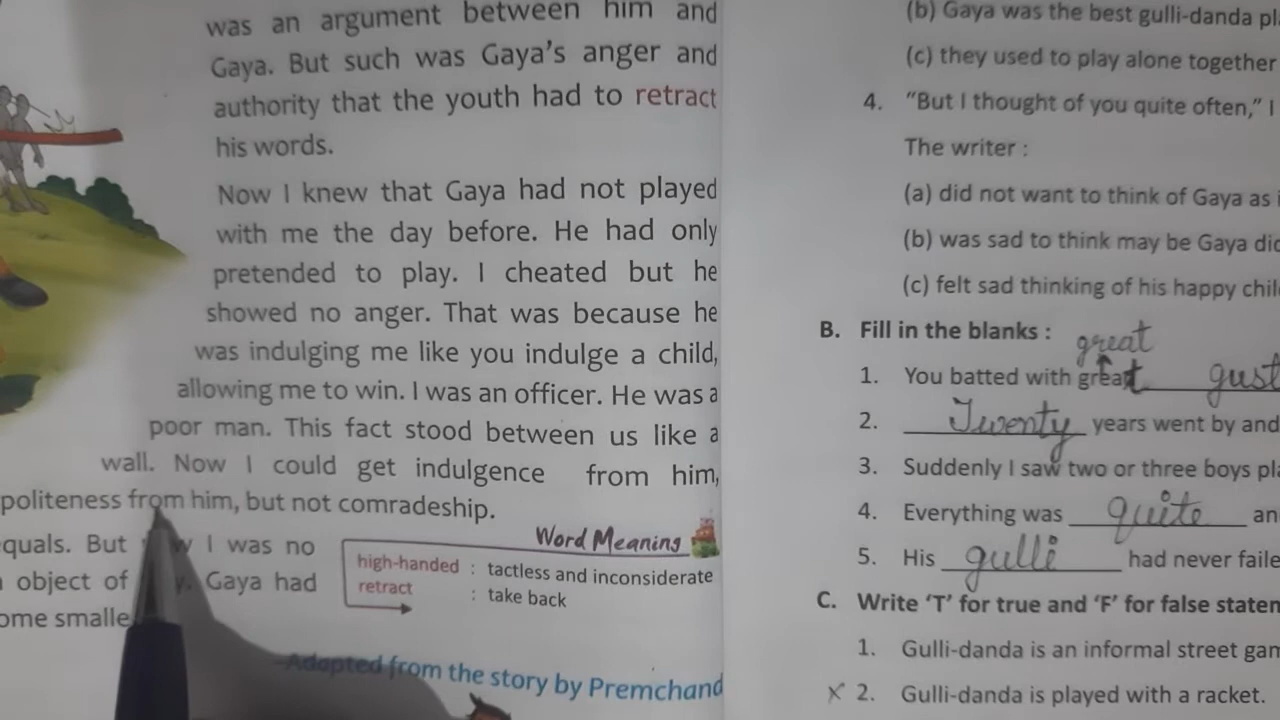 was an argument between him and
Gaya. But such was Gaya's anger and
authority that the youth had to retract
his words.
Now I knew that Gaya had not played
with me the day before. He had only
pretended to play. I cheated but he
showed no anger. That was because he
was indulging me like you indulge a child,
allowing me to win. I was an officer. He was a
poor man. This fact stood between us like a
wall. Now I could get indulgence from him,
politeness from him, but not comradeship.
quals. But I was no
object of Gaya had
ome smalle
Word Meaning
high-handed : tactless and inconsiderate
retract : take back
Adapted from the story by Premchand
(b) Gaya was the best gulli-danda pl
(c) they used to play alone together
4. "But I thought of you quite often," I
The writer :
(a) did not want to think of Gaya as i
(b) was sad to think may be Gaya did
(c) felt sad thinking of his happy chil
B. Fill in the blanks :
great
1. You batted with great gust
2. Twenty years went by and
3. Suddenly I saw two or three boys pla
4. Everything was quite an
5. His gulli had never faile
C. Write 'T' for true and 'F' for false statem
1. Gulli-danda is an informal street gam
X 2. Gulli-danda is played with a racket.